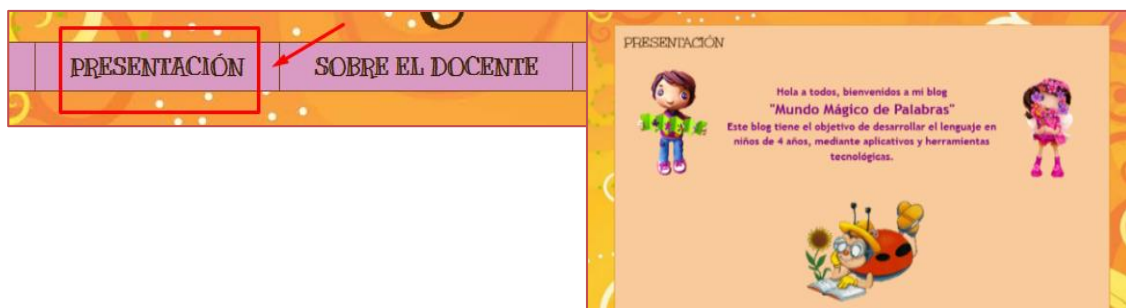 PRESENTACIÓN
SOBRE EL DOCENTE
PRESENTACIÓN
Hola a todos, bienvenidos a mi blog
"Mundo Mágico de Palabras"
Este blog tiene el objetivo de desarrollar el lenguaje en
niños de 4 años, mediante aplicativos y herramientas
tecnológicas.